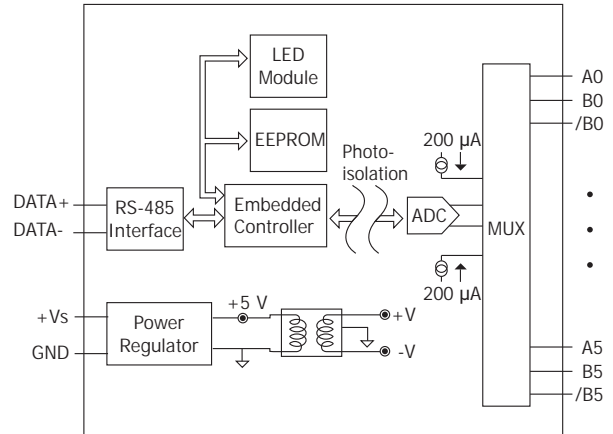 LED
Module
EEPROM
Photo-
isolation
DATA+
DATA-
RS-485
Interface
Embedded
Controller
ADC
200 µA
200 µA
MUX
A0
B0
/B0
+Vs
GND
Power
Regulator
+5 V
+V
-V
A5
B5
/B5